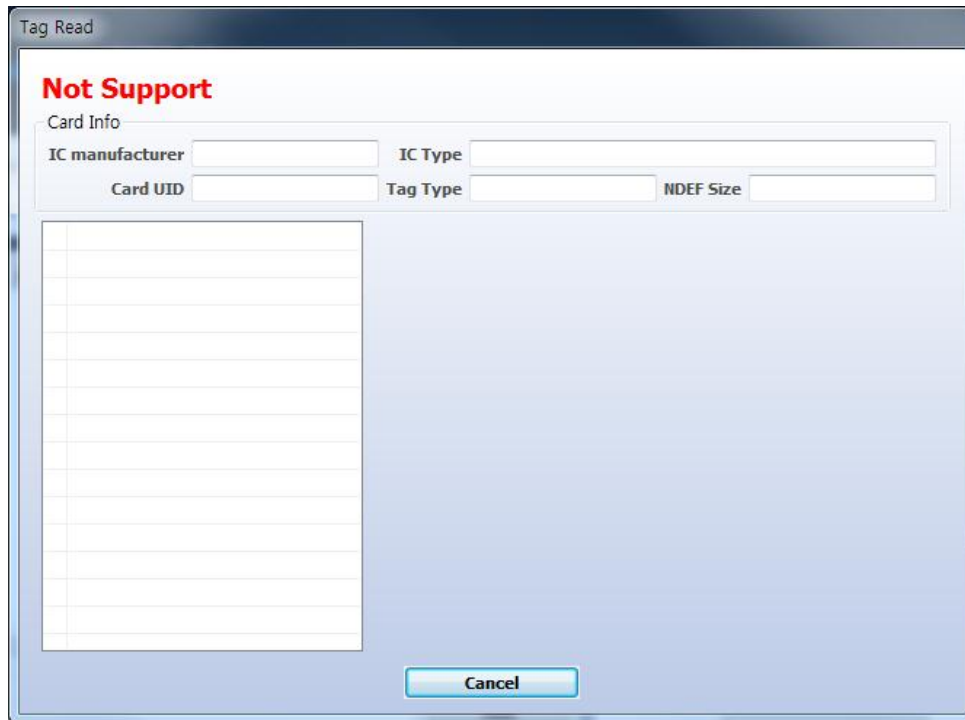 Tag Read
Not Support
Card Info
IC manufacturer IC Type
Card UID Tag Type NDEF Size
Cancel